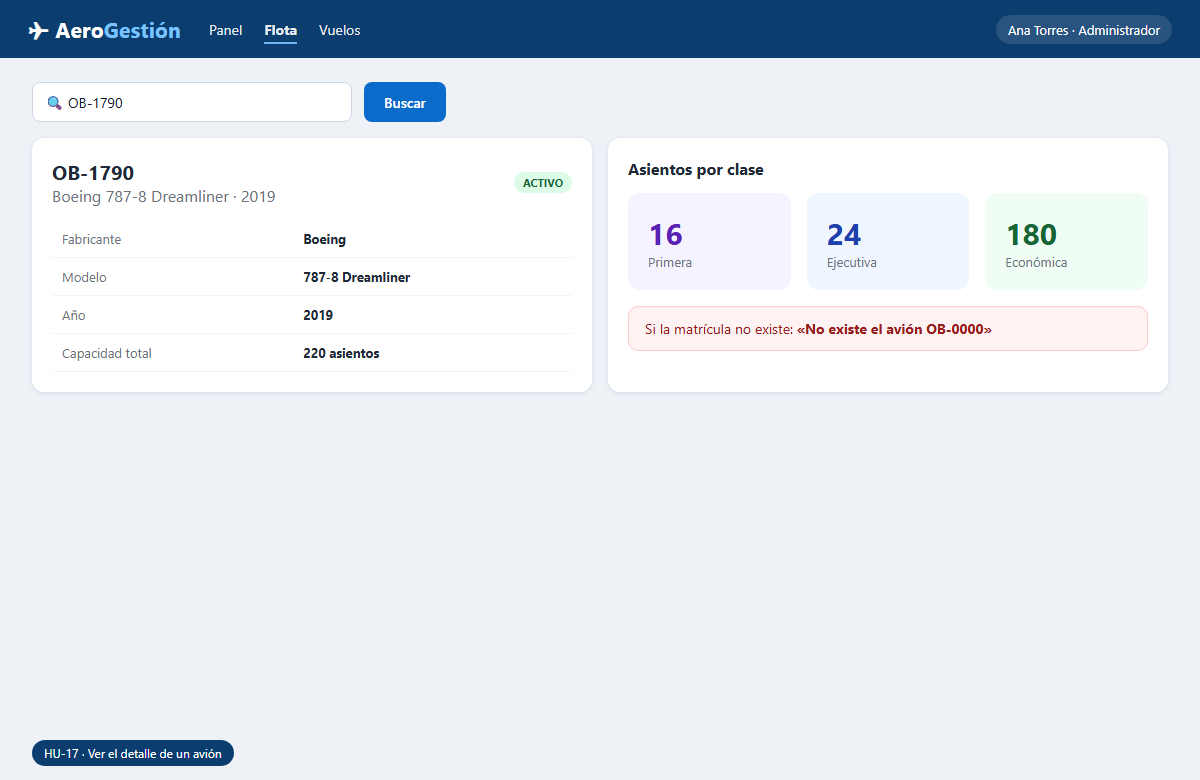 AeroGestión Panel Flota Vuelos Ana Torres · Administrador
OB-1790 Buscar
OB-1790
Boeing 787-8 Dreamliner · 2019
ACTIVO
Fabricante Boeing
Modelo 787-8 Dreamliner
Año 2019
Capacidad total 220 asientos
Asientos por clase
16 24 180
Primera Ejecutiva Económica
Si la matrícula no existe: «No existe el avión OB-0000»
HU-17 · Ver el detalle de un avión